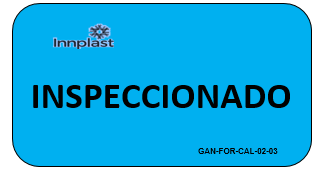 Innplast
INSPECCIONADO
GAN-FOR-CAL-02-03